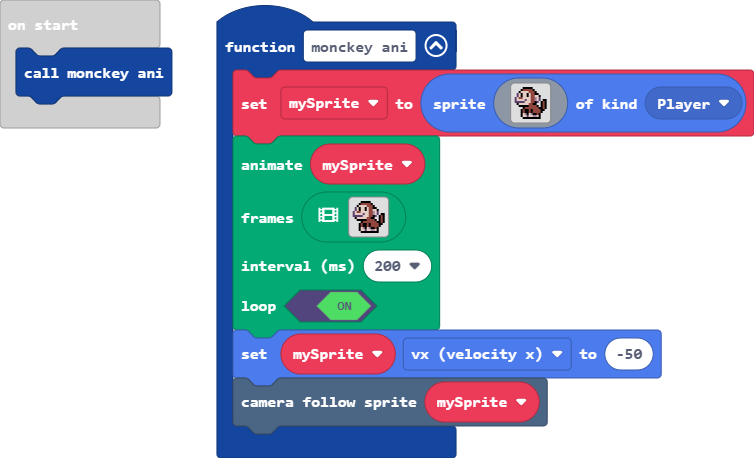 on start
call monckey ani
function monckey ani
set mySprite to sprite of kind Player
animate mySprite
frames
interval (ms) 200
loop ON
set mySprite vx (velocity x) to -50
camera follow sprite mySprite